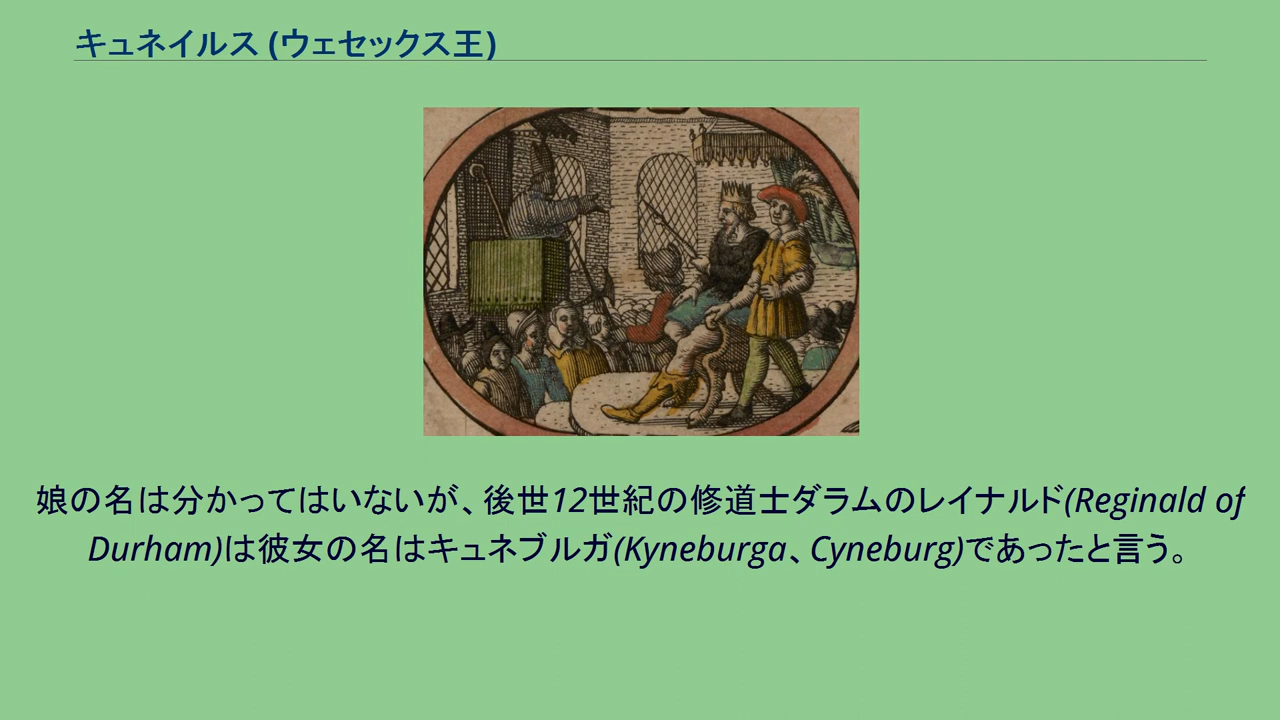 キュネイルス (ウェセックス王)
娘の名は分かってはいないが、後世12世紀の修道士ダラムのレイナルド(Reginald of
Durham)は彼女の名はキュネブルガ(Kyneburga、Cyneburg)であったと言う。